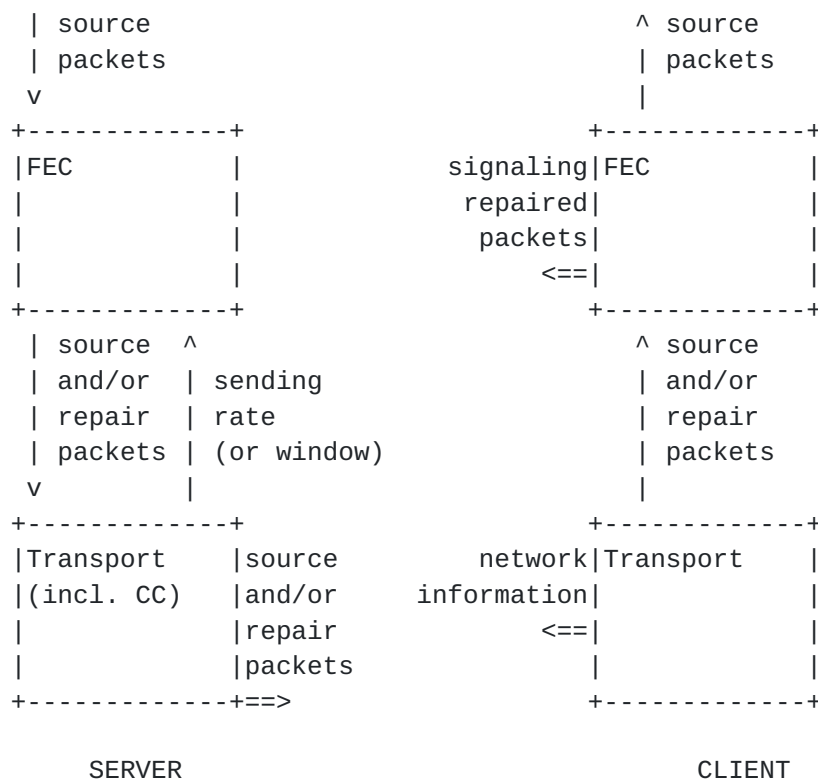 | source                               ^ source
 | packets                              | packets
 v                                      |
+-------------+                      +-------------+
|FEC          |             signaling|FEC          |
|             |              repaired|             |
|             |               packets|             |
|             |                   <==|             |
+-------------+                      +-------------+
 | source  ^                            ^ source
 | and/or  | sending                    | and/or
 | repair  | rate                       | repair
 | packets | (or window)                | packets
 v         |                            |
+-------------+                      +-------------+
|Transport    |source         network|Transport    |
|(incl. CC)   |and/or     information|             |
|             |repair             <==|             |
|             |packets               |             |
+-------------+==>                   +-------------+

     SERVER                                CLIENT